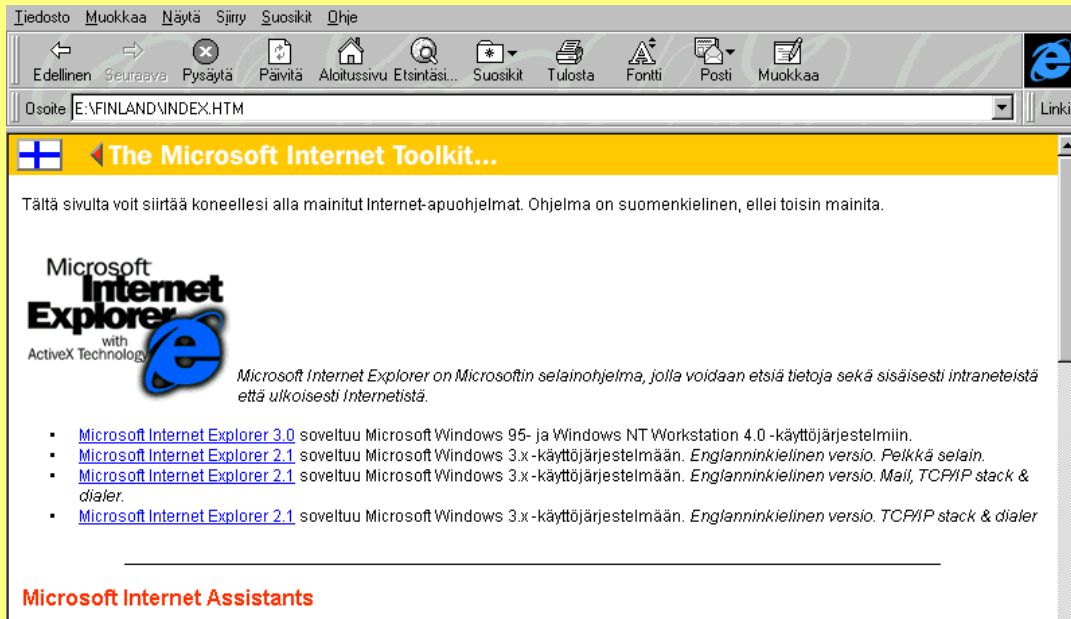 Tiedosto Muokkaa Näytä Siirry Suosikit Ohje
Edellinen Seuraava Pysäytä Päivitä Aloitussivu Etsintäsi... Suosikit Tulosta Fontti Posti Muokkaa
Osoite E:\FINLAND\INDEX.HTM Linki
The Microsoft Internet Toolkit...
Tältä sivulta voit siirtää koneellesi alla mainitut Internet-apuohjelmat. Ohjelma on suomenkielinen, ellei toisin mainita.
Microsoft
Internet
Explorer
with
ActiveX Technology
Microsoft Internet Explorer on Microsoftin selainohjelma, jolla voidaan etsiä tietoja sekä sisäisesti intraneteistä
että ulkoisesti Internetistä.
Microsoft Internet Explorer 3.0 soveltuu Microsoft Windows 95- ja Windows NT Workstation 4.0 -käyttöjärjestelmiin.
Microsoft Internet Explorer 2.1 soveltuu Microsoft Windows 3.x -käyttöjärjestelmään. Englanninkielinen versio. Pelkkä selain.
Microsoft Internet Explorer 2.1 soveltuu Microsoft Windows 3.x -käyttöjärjestelmään. Englanninkielinen versio. Mail, TCP/IP stack &
dialer.
Microsoft Internet Explorer 2.1 soveltuu Microsoft Windows 3.x -käyttöjärjestelmään. Englanninkielinen versio. TCP/IP stack & dialer
Microsoft Internet Assistants